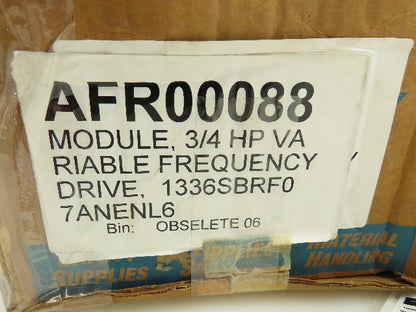 AFR00088
MODULE, 3/4 HP VA
RIABLE FREQUENCY
DRIVE, 1336SBRF0
7ANENL6
Bin: OBSELETE 06
SUPPLIES
MATERIAL
HANDLING